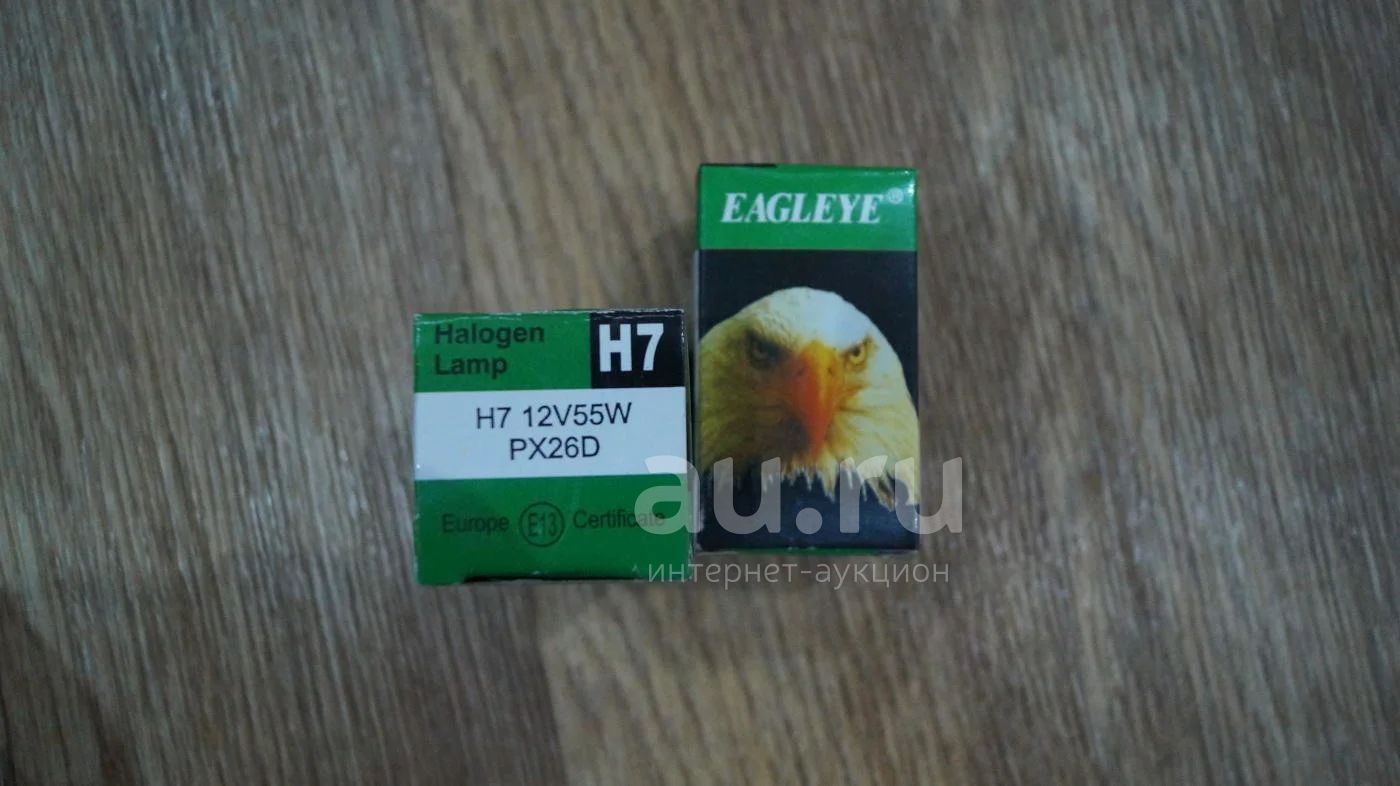 EAGLEYE®
Halogen
Lamp
H7
H7 12V55W
PX26D
Europe E13 Certificate
au.ru
интернет-аукцион